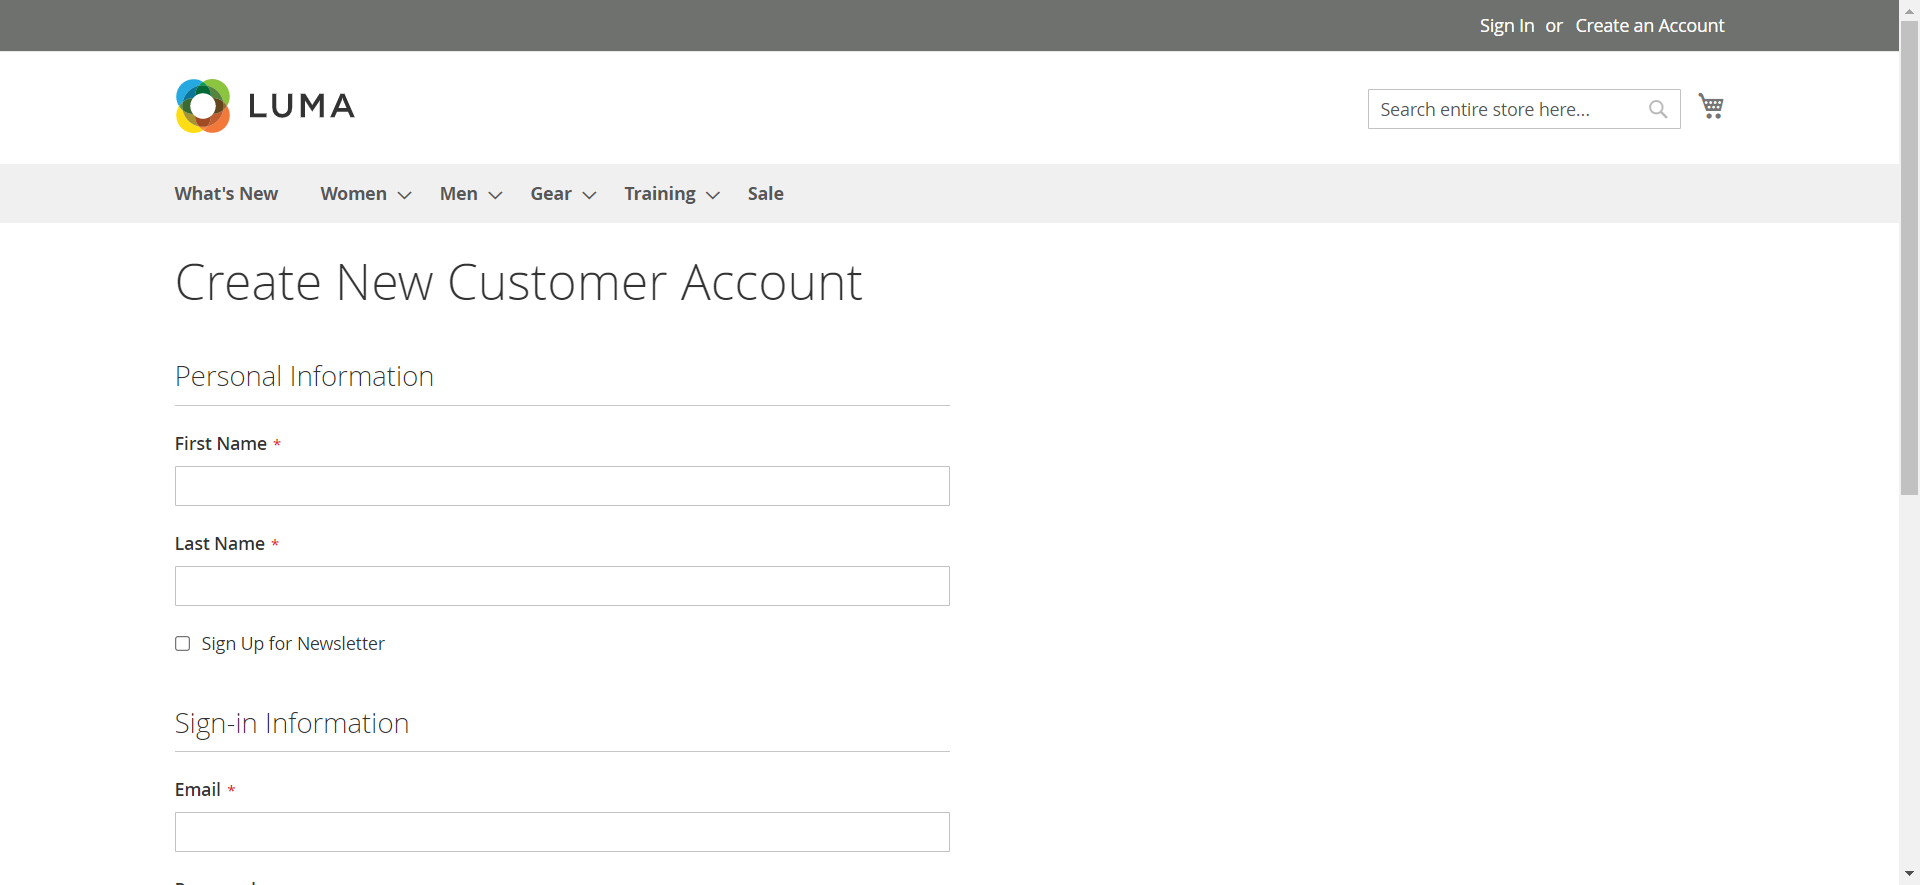 Sign In or Create an Account
LUMA
Search entire store here...
What's New Women Men Gear Training Sale
Create New Customer Account
Personal Information
First Name *
Last Name *
Sign Up for Newsletter
Sign-in Information
Email *